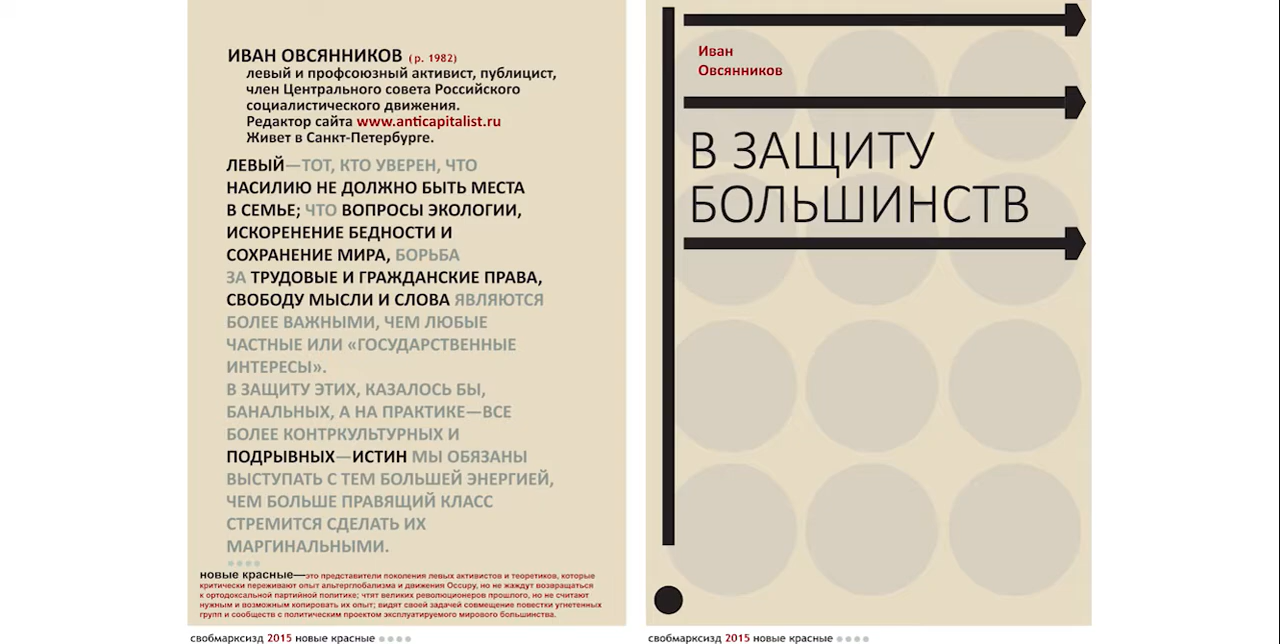 ИВАН ОВСЯННИКОВ (р. 1982)
левый и профсоюзный активист, публицист,
член Центрального совета Российского
социалистического движения.
Редактор сайта www.anticapitalist.ru
Живет в Санкт-Петербурге.
ЛЕВЫЙ—ТОТ, КТО УВЕРЕН, ЧТО
НАСИЛИЮ НЕ ДОЛЖНО БЫТЬ МЕСТА
В СЕМЬЕ; ЧТО ВОПРОСЫ ЭКОЛОГИИ,
ИСКОРЕНЕНИЕ БЕДНОСТИ И
СОХРАНЕНИЕ МИРА, БОРЬБА
ЗА ТРУДОВЫЕ И ГРАЖДАНСКИЕ ПРАВА,
СВОБОДУ МЫСЛИ И СЛОВА ЯВЛЯЮТСЯ
БОЛЕЕ ВАЖНЫМИ, ЧЕМ ЛЮБЫЕ
ЧАСТНЫЕ ИЛИ «ГОСУДАРСТВЕННЫЕ
ИНТЕРЕСЫ».
В ЗАЩИТУ ЭТИХ, КАЗАЛОСЬ БЫ,
БАНАЛЬНЫХ, А НА ПРАКТИКЕ—ВСЕ
БОЛЕЕ КОНТРКУЛЬТУРНЫХ И
ПОДРЫВНЫХ—ИСТИН МЫ ОБЯЗАНЫ
ВЫСТУПАТЬ С ТЕМ БОЛЬШЕЙ ЭНЕРГИЕЙ,
ЧЕМ БОЛЬШЕ ПРАВЯЩИЙ КЛАСС
СТРЕМИТСЯ СДЕЛАТЬ ИХ
МАРГИНАЛЬНЫМИ.
новые красные—это представители поколения левых активистов и теоретиков, которые
критически переживают опыт альтерглобализма и движения Occupy, но не жаждут возвращаться
к ортодоксальной партийной политике; чтят великих революционеров прошлого, но не считают
нужным и возможным копировать их опыт; видят своей задачей совмещение повестки угнетенных
групп и сообществ с политическим проектом эксплуатируемого мирового большинства.
свобмарксизд 2015 новые красные
Иван
Овсянников
В ЗАЩИТУ
БОЛЬШИНСТВ
свобмарксизд 2015 новые красные